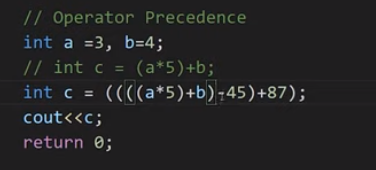 // Operator Precedence
int a =3, b=4;
// int c = (a*5)+b;
int c = ((((a*5)+b)-45)+87);
cout<<c;
return 0;